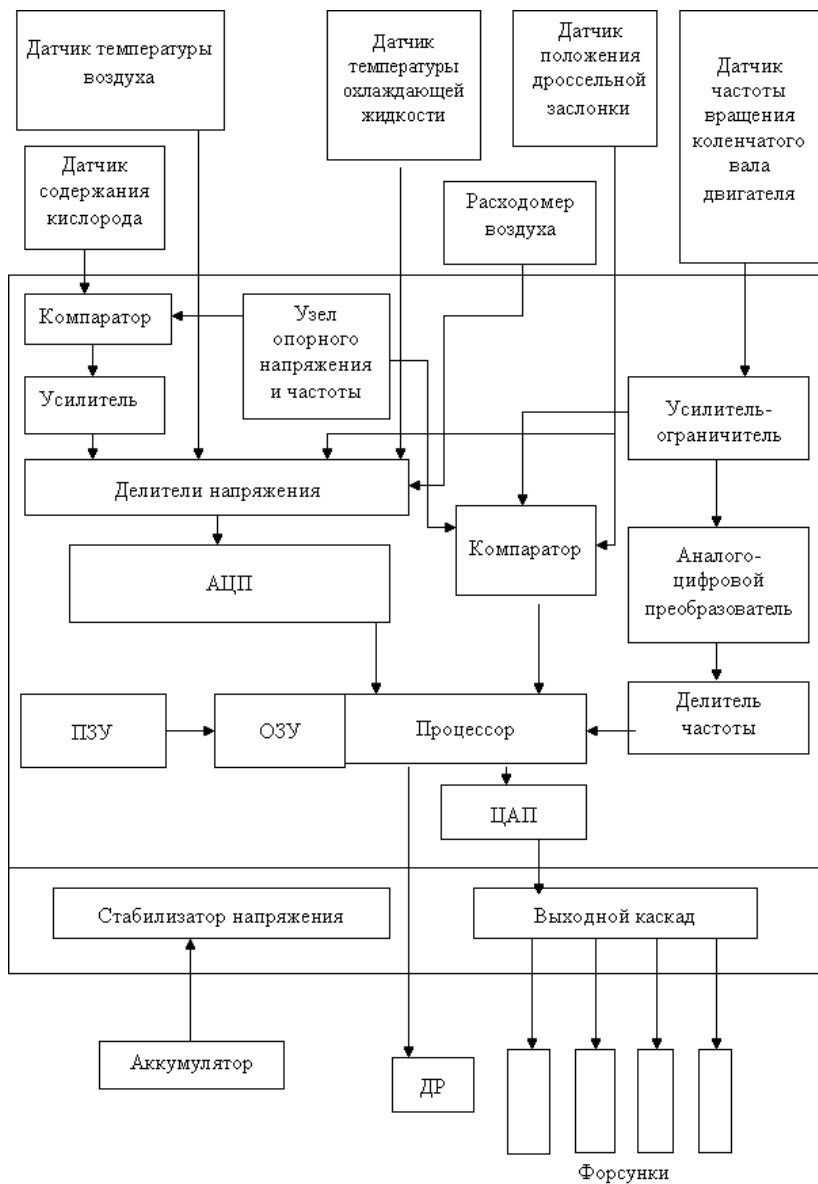 Датчик температуры
воздуха
Датчик
температуры
охлаждающей
жидкости
Датчик
положения
дроссельной
заслонки
Датчик
частоты
вращения
коленчатого
вала
двигателя
Датчик
содержания
кислорода
Расходомер
воздуха
Компаратор
Узел
опорного
напряжения
и частоты
Усилитель
Усилитель-
ограничитель
Делители напряжения
Компаратор
Аналого-
цифровой
преобразователь
АЦП
ПЗУ
ОЗУ
Процессор
Делитель
частоты
ЦАП
Стабилизатор напряжения
Выходной каскад
Аккумулятор
ДР
Форсунки